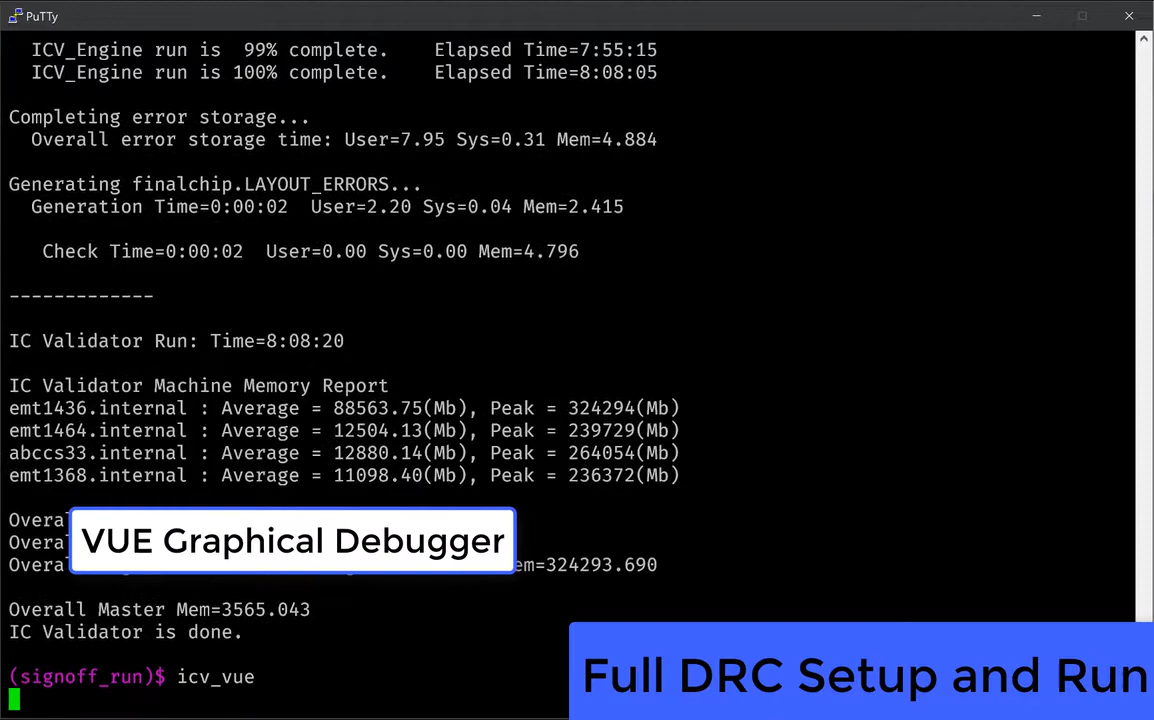 PuTTy
ICV_Engine run is  99% complete.    Elapsed Time=7:55:15
ICV_Engine run is 100% complete.    Elapsed Time=8:08:05
Completing error storage...
Overall error storage time: User=7.95 Sys=0.31 Mem=4.884
Generating finalchip.LAYOUT_ERRORS...
Generation Time=0:00:02  User=2.20 Sys=0.04 Mem=2.415
Check Time=0:00:02  User=0.00 Sys=0.00 Mem=4.796
-------------
IC Validator Run: Time=8:08:20
IC Validator Machine Memory Report
emt1436.internal : Average = 88563.75(Mb), Peak = 324294(Mb)
emt1464.internal : Average = 12504.13(Mb), Peak = 239729(Mb)
abccs33.internal : Average = 12880.14(Mb), Peak = 264054(Mb)
emt1368.internal : Average = 11098.40(Mb), Peak = 236372(Mb)
Overa
VUE Graphical Debugger
Overa
Overa em=324293.690
Overall Master Mem=3565.043
IC Validator is done.
(signoff_run)$ icv_vue
Full DRC Setup and Run